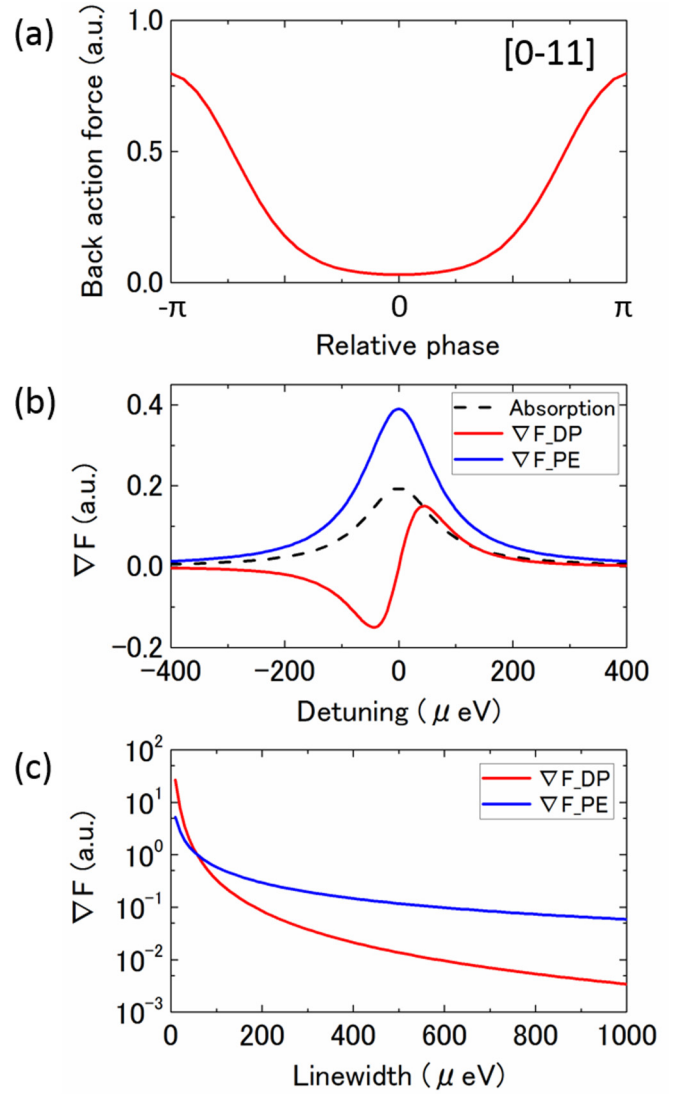 (a)
Back action force (a.u.)
1.0
0.5
0.0
[0-11]
-π
0
π
Relative phase
(b)
∇F (a.u.)
0.4
0.2
0.0
-0.2
Absorption
∇F_DP
∇F_PE
-400
-200
0
200
400
Detuning (μeV)
(c)
∇F (a.u.)
10²
10¹
10⁰
10⁻¹
10⁻²
10⁻³
∇F_DP
∇F_PE
0
200
400
600
800
1000
Linewidth (μeV)